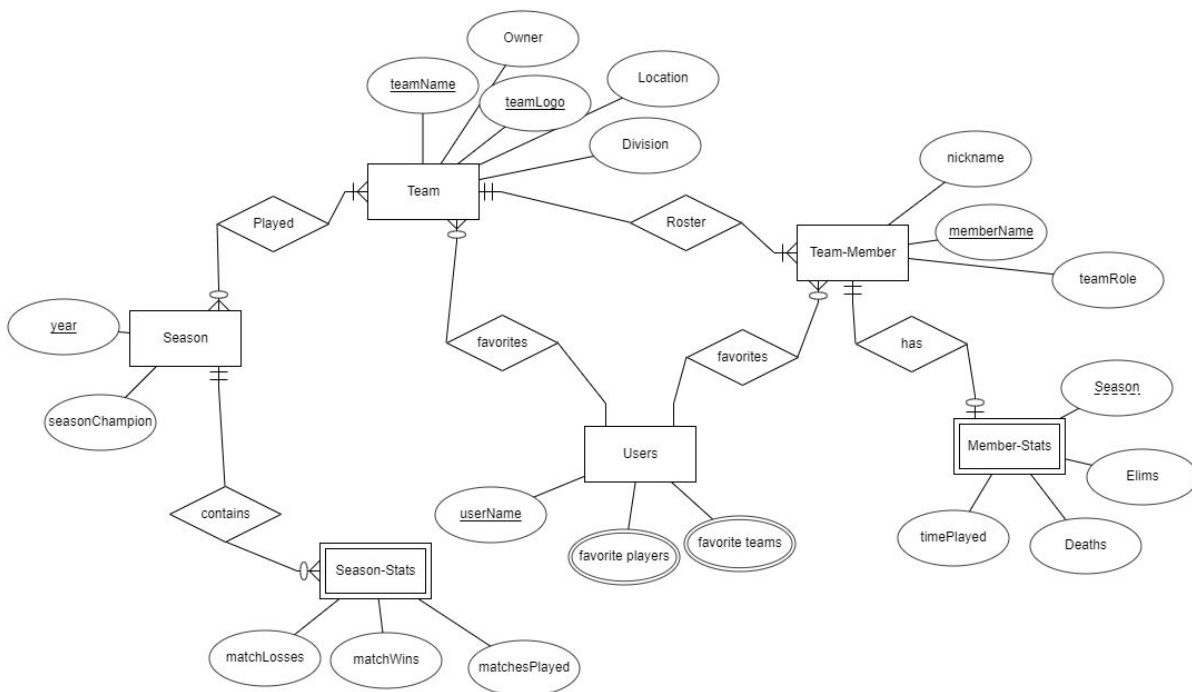 Owner
teamName
Location
teamLogo
Division
nickname
Team
Played
Roster
memberName
Team-Member
teamRole
year
Season
favorites
favorites
has
Season
seasonChampion
Users
Member-Stats
Elims
contains
userName
favorite players
favorite teams
timePlayed
Deaths
Season-Stats
matchLosses
matchWins
matchesPlayed